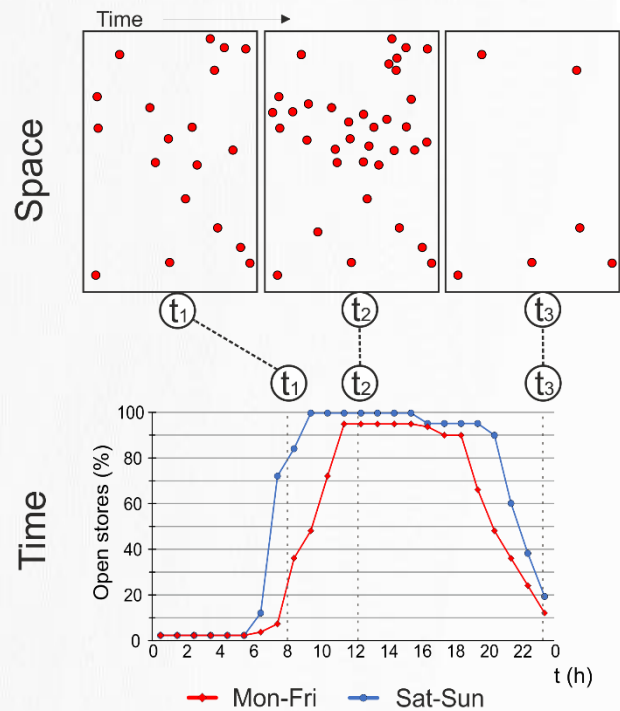 Time
Space
t1
t2
t3
t1
t2
t3
Time
Open stores (%)
100
80
60
40
20
0
0 2 4 6 8 10 12 14 16 18 20 22 0
t (h)
Mon-Fri Sat-Sun